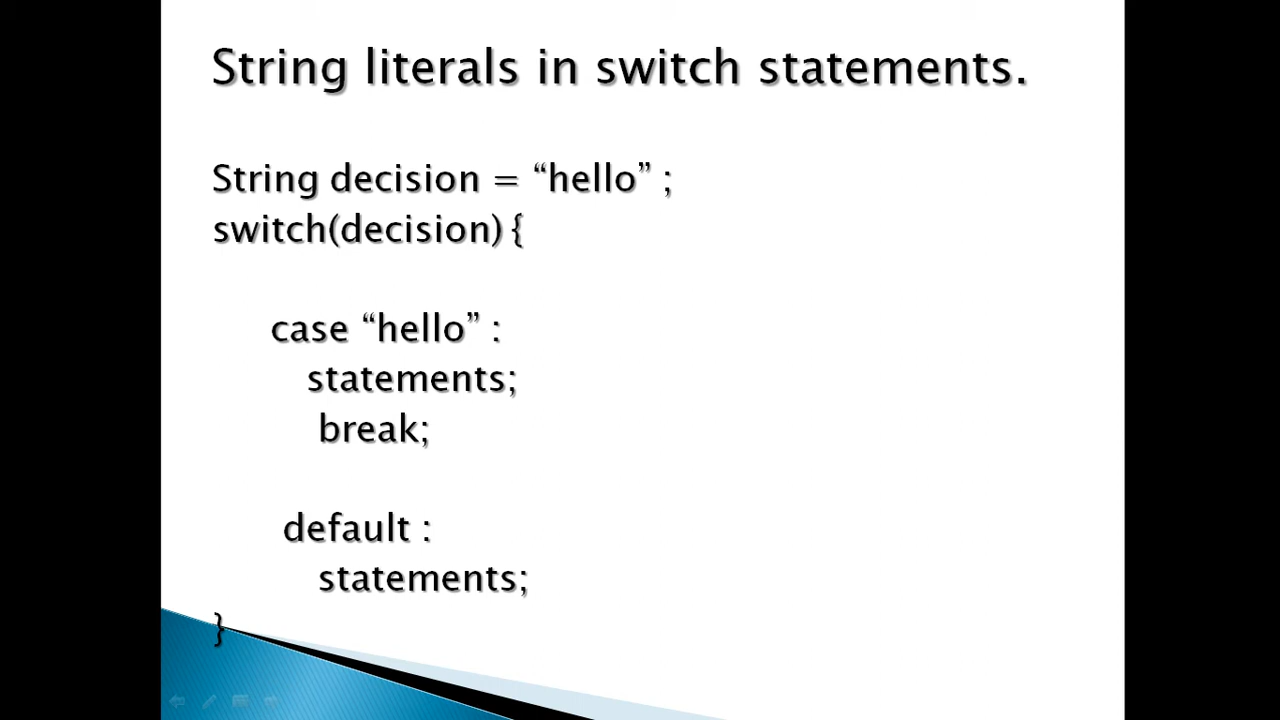 String literals in switch statements.
String decision = “hello” ;
switch(decision) {
case “hello” :
statements;
break;
default :
statements;
}